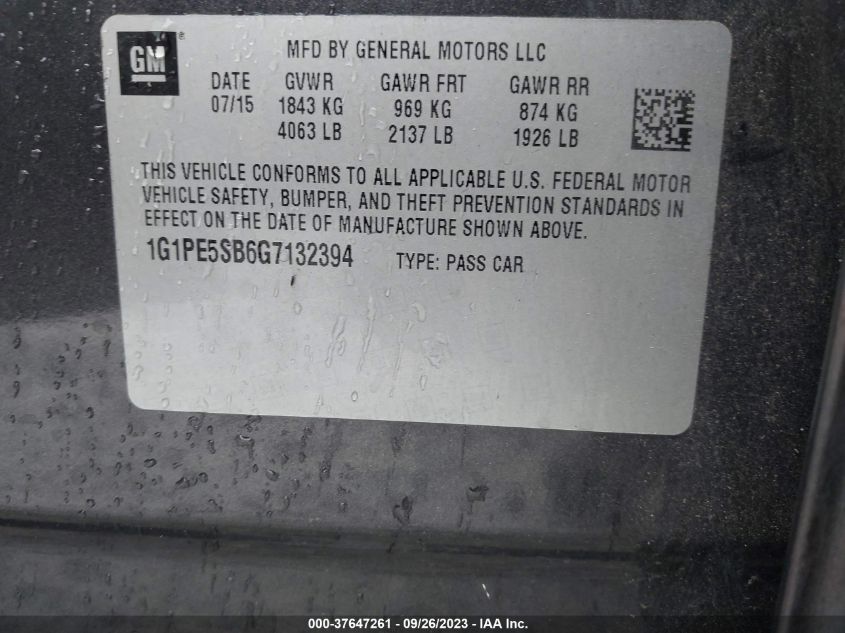 GM®
MFD BY GENERAL MOTORS LLC
DATE GVWR GAWR FRT GAWR RR
07/15 1843 KG 969 KG 874 KG
4063 LB 2137 LB 1926 LB
THIS VEHICLE CONFORMS TO ALL APPLICABLE U.S. FEDERAL MOTOR
VEHICLE SAFETY, BUMPER, AND THEFT PREVENTION STANDARDS IN
EFFECT ON THE DATE OF MANUFACTURE SHOWN ABOVE.
1G1PE5SB6G7132394 TYPE: PASS CAR
000-37647261 - 09/26/2023 - IAA Inc.